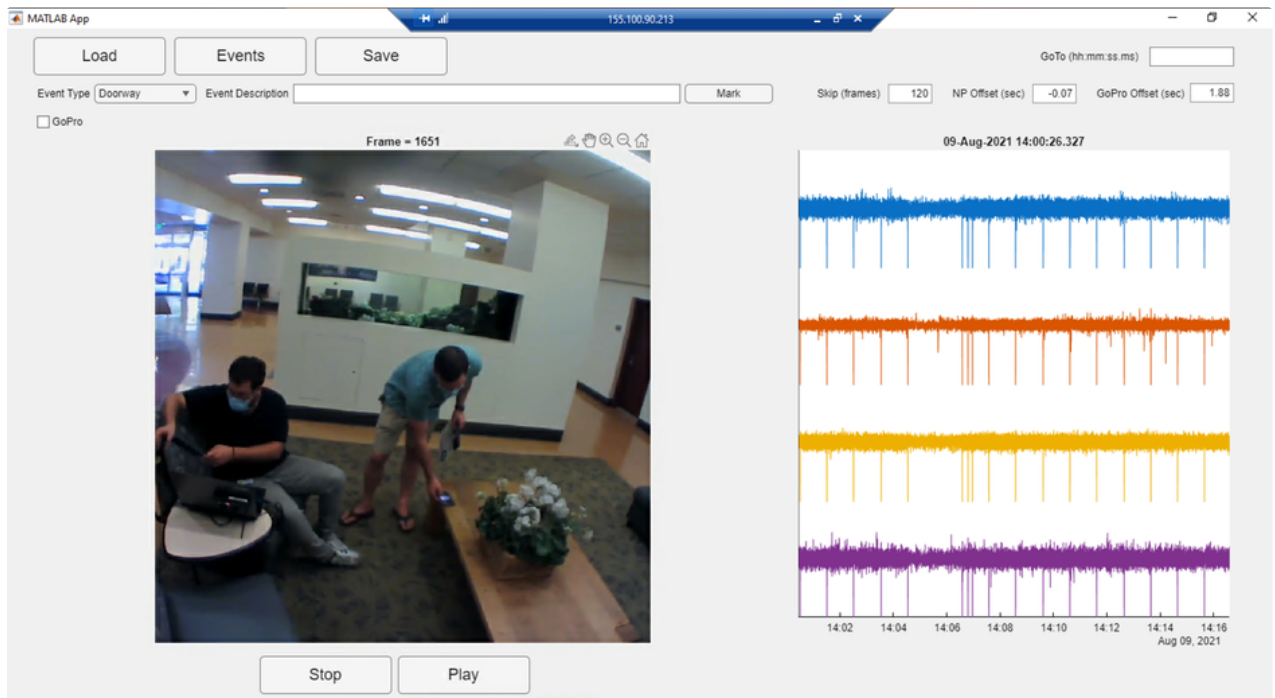 MATLAB App
155.100.90.213
Load Events Save
GoTo (hh:mm:ss.ms)
Event Type Doorway Event Description Mark Skip (frames) 120 NP Offset (sec) -0.07 GoPro Offset (sec) 1.88
GoPro
Frame = 1651
09-Aug-2021 14:00:26.327
14:02 14:04 14:06 14:08 14:10 14:12 14:14 14:16
Aug 09, 2021
Stop Play